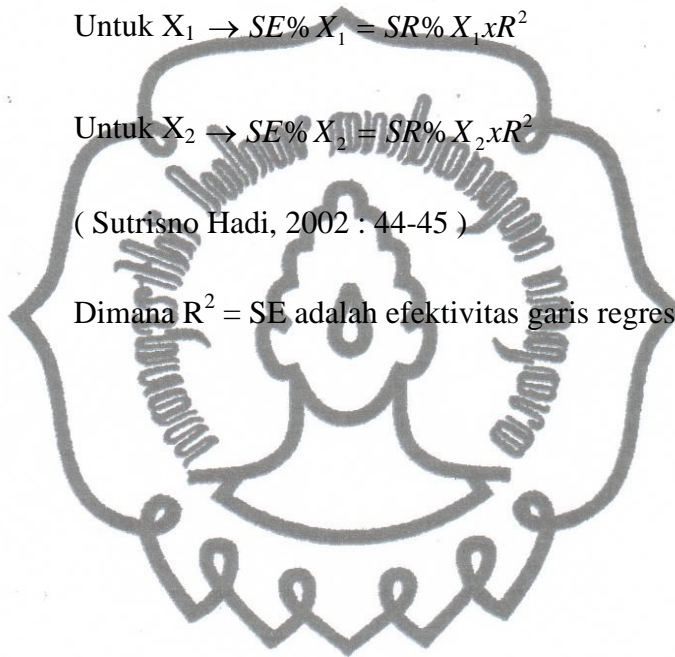 Untuk X₁ → SE% X₁ = SR% X₁xR²
Untuk X₂ → SE% X₂ = SR% X₂xR²
( Sutrisno Hadi, 2002 : 44-45 )
Dimana R² = SE adalah efektivitas garis regres